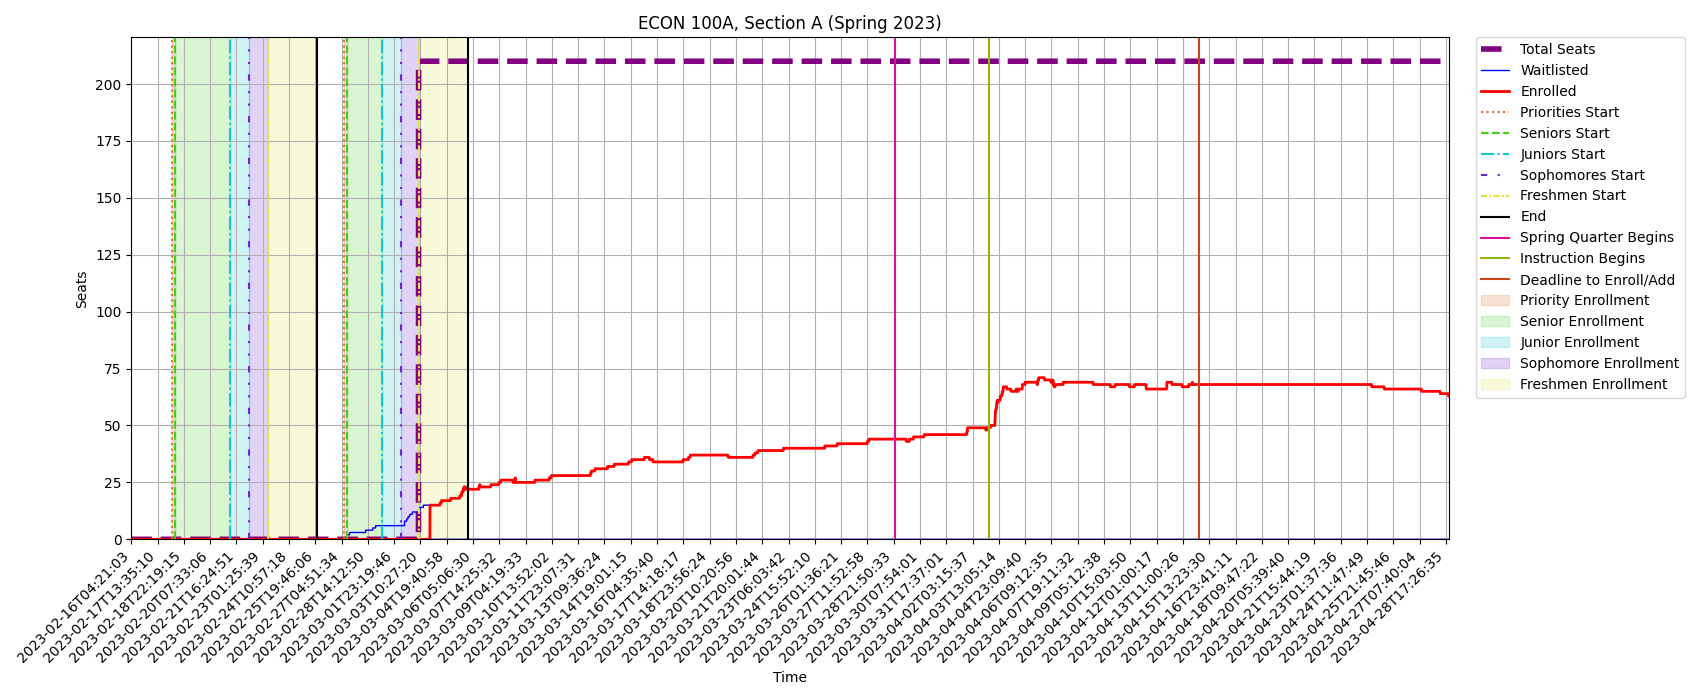 ECON 100A, Section A (Spring 2023)
Seats
200
175
150
125
100
75
50
25
0
2023-02-16T04:21:03
2023-02-17T13:35:10
2023-02-18T22:19:15
2023-02-20T07:33:06
2023-02-21T16:24:51
2023-02-23T01:25:39
2023-02-24T10:57:18
2023-02-25T19:46:06
2023-02-27T04:51:34
2023-02-28T14:12:50
2023-03-01T23:19:46
2023-03-03T10:27:20
2023-03-04T19:40:58
2023-03-06T05:06:30
2023-03-07T14:25:32
2023-03-09T04:19:33
2023-03-10T13:52:02
2023-03-11T23:07:31
2023-03-13T09:36:24
2023-03-14T19:01:15
2023-03-16T04:35:40
2023-03-17T14:18:17
2023-03-18T23:56:24
2023-03-20T10:20:56
2023-03-21T20:01:44
2023-03-23T06:03:42
2023-03-24T15:52:10
2023-03-26T01:36:21
2023-03-27T11:52:58
2023-03-28T21:50:33
2023-03-30T07:54:01
2023-03-31T17:37:01
2023-04-02T03:15:37
2023-04-03T13:05:14
2023-04-04T23:09:40
2023-04-06T09:12:35
2023-04-07T19:11:32
2023-04-09T05:12:38
2023-04-10T15:03:50
2023-04-12T01:00:17
2023-04-13T11:00:26
2023-04-15T13:23:30
2023-04-16T23:41:11
2023-04-18T09:47:22
2023-04-20T05:39:40
2023-04-21T15:44:19
2023-04-23T01:37:36
2023-04-24T11:47:49
2023-04-25T21:45:46
2023-04-27T07:40:04
2023-04-28T17:26:35
Time
Total Seats
Waitlisted
Enrolled
Priorities Start
Seniors Start
Juniors Start
Sophomores Start
Freshmen Start
End
Spring Quarter Begins
Instruction Begins
Deadline to Enroll/Add
Priority Enrollment
Senior Enrollment
Junior Enrollment
Sophomore Enrollment
Freshmen Enrollment